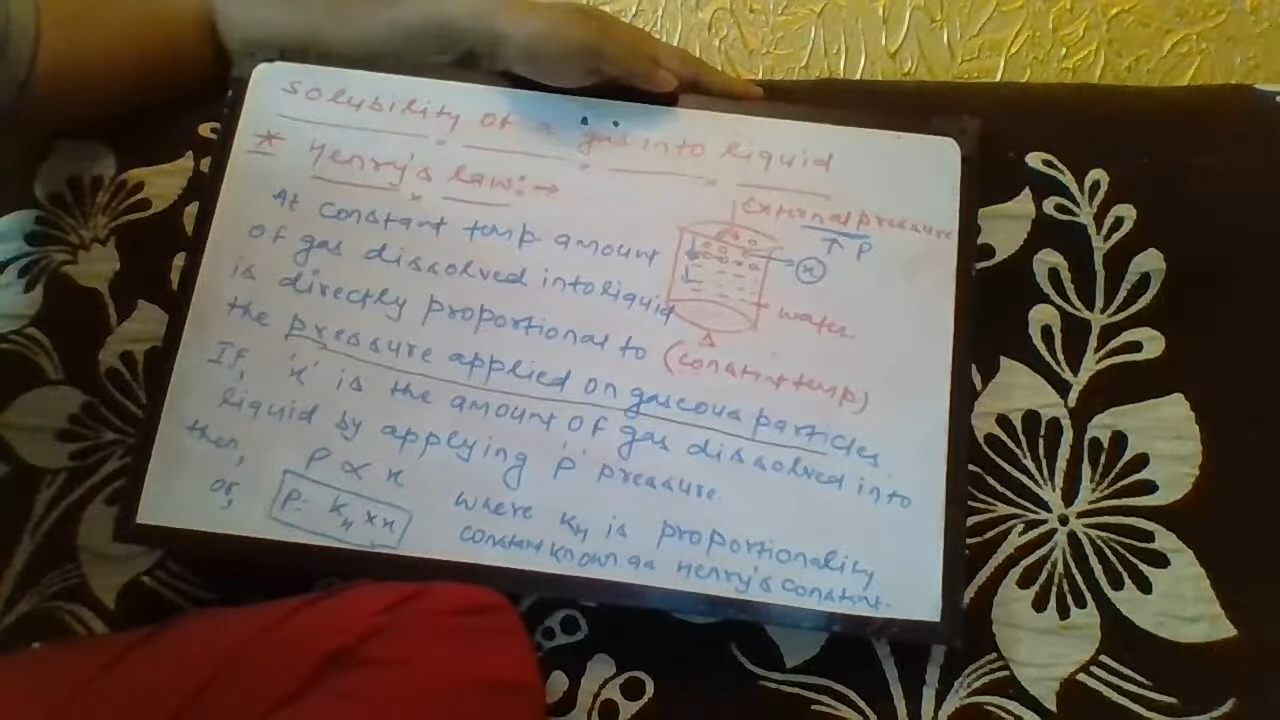 Solubility of a gas into liquid
* Henry's law:→
At constant temp. amount
of gas dissolved into liquid
is directly proportional to
the pressure applied on gaseous particles
If, 'x' is the amount of gas dissolved into
liquid by applying 'P' pressure.
then, P ∝ x
or, P = K_H × x
where K_H is proportionality
constant known as Henry's constant.
External pressure
↑ P
x
water
Δ
(constant temp)